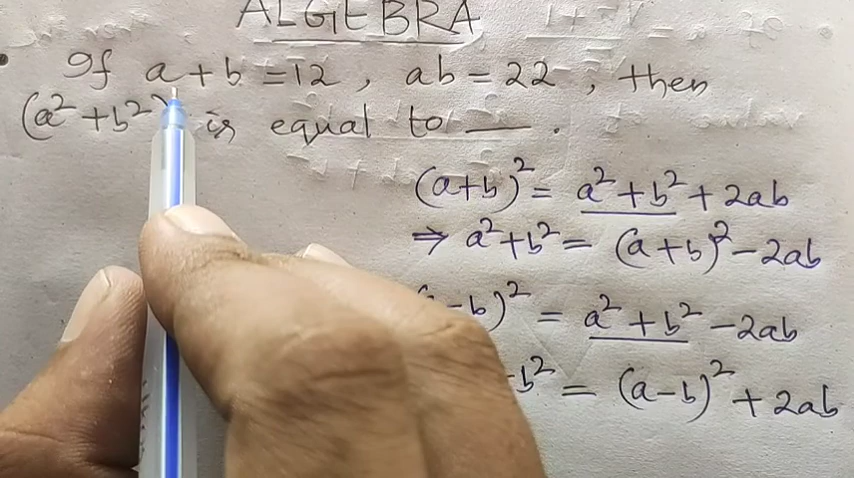 ALGEBRA
If a + b = 12 , ab = 22 , then
(a² + b²) is equal to ___ .
(a+b)² = a² + b² + 2ab
⇒ a² + b² = (a + b)² − 2ab
-b)² = a² + b² − 2ab
b² = (a−b)² + 2ab